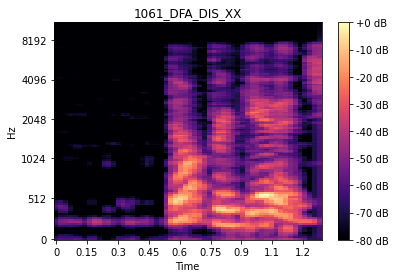 1061_DFA_DIS_XX
8192
4096
2048
1024
512
0
Hz
0 0.15 0.3 0.45 0.6 0.75 0.9 1.1 1.2
Time
+0 dB
-10 dB
-20 dB
-30 dB
-40 dB
-50 dB
-60 dB
-70 dB
-80 dB